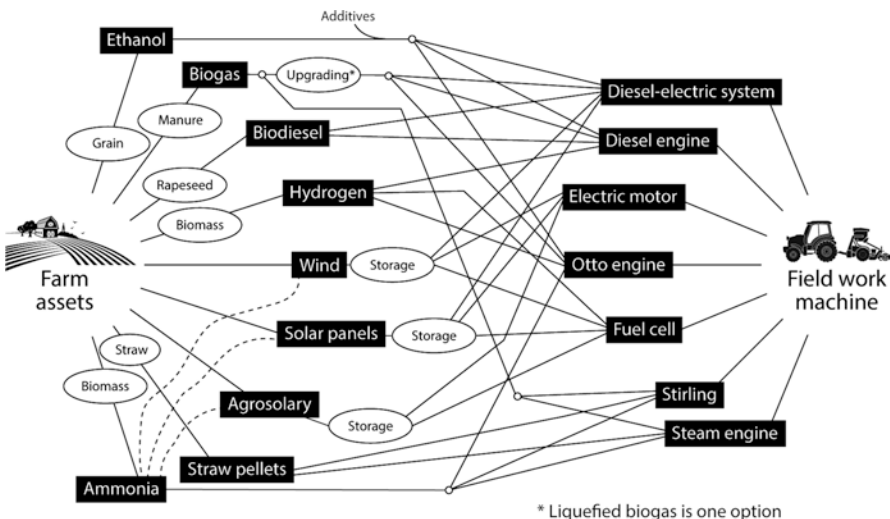 Additives
Ethanol
Biogas
Upgrading*
Diesel-electric system
Manure
Grain
Biodiesel
Diesel engine
Rapeseed
Hydrogen
Electric motor
Biomass
Wind
Storage
Otto engine
Farm
assets
Field work
machine
Solar panels
Storage
Fuel cell
Straw
Biomass
Agrosolary
Storage
Stirling
Steam engine
Straw pellets
Ammonia
* Liquefied biogas is one option